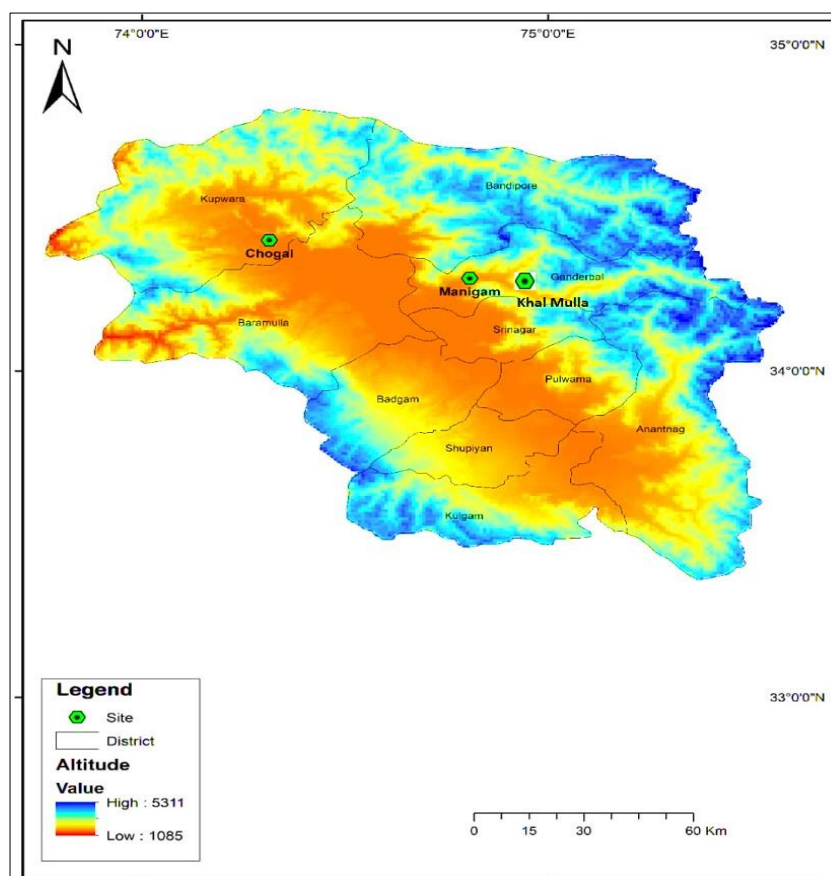 74°0'0"E 75°0'0"E
35°0'0"N
N
Bandipore
Kupwara
Chogal
Ganderbal
Manigam
Khal Mulla
Baramulla
Srinagar
34°0'0"N
Pulwama
Badgam
Anantnag
Shupiyan
Kulgam
Legend
Site
District
Altitude
Value
High : 5311
Low : 1085
33°0'0"N
0 15 30 60 Km